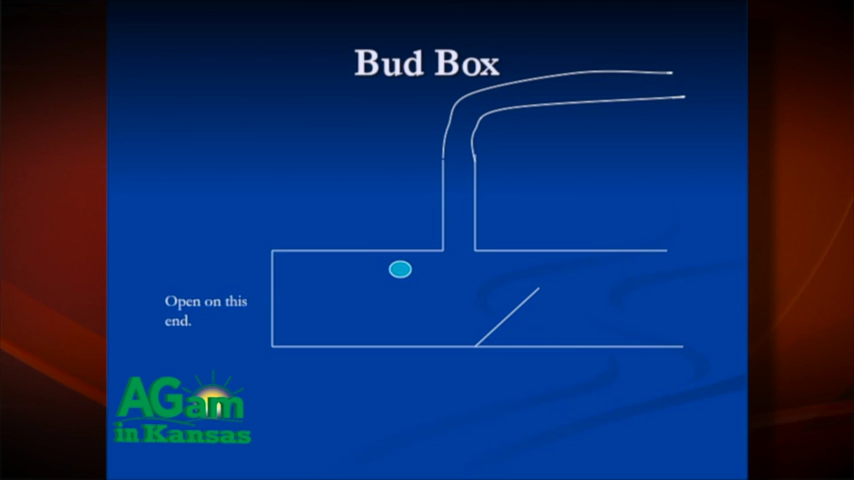 Bud Box
Open on this
end.
AGam
in Kansas